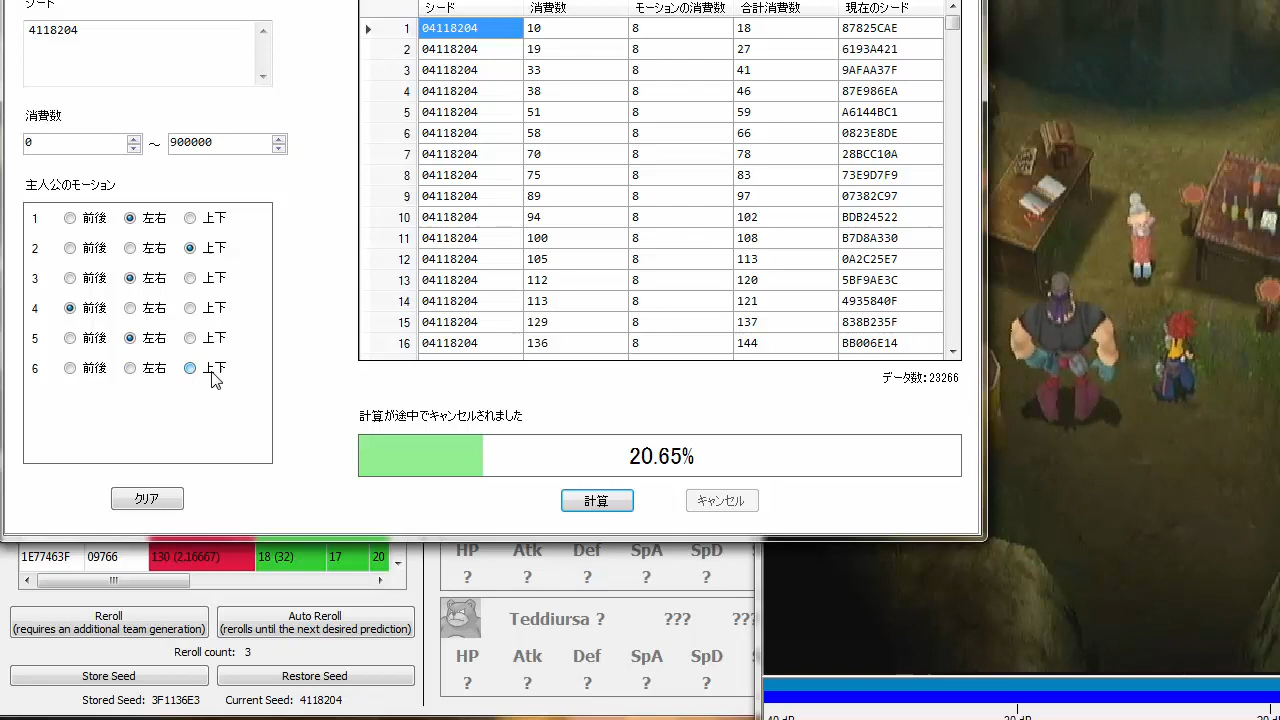 シード
4118204
消費数
0 ～ 900000
主人公のモーション
1 前後 左右 上下
2 前後 左右 上下
3 前後 左右 上下
4 前後 左右 上下
5 前後 左右 上下
6 前後 左右 上下
クリア
シード 消費数 モーションの消費数 合計消費数 現在のシード
1 04118204 10 8 18 87825CAE
2 04118204 19 8 27 6193A421
3 04118204 33 8 41 9AFAA37F
4 04118204 38 8 46 87E986EA
5 04118204 51 8 59 A6144BC1
6 04118204 58 8 66 0823E8DE
7 04118204 70 8 78 28BCC10A
8 04118204 75 8 83 73E9D7F9
9 04118204 89 8 97 07382C97
10 04118204 94 8 102 BDB24522
11 04118204 100 8 108 B7D8A330
12 04118204 105 8 113 0A2C25E7
13 04118204 112 8 120 5BF9AE3C
14 04118204 113 8 121 4935840F
15 04118204 129 8 137 838B235F
16 04118204 136 8 144 BB006E14
データ数: 23266
計算が途中でキャンセルされました
20.65%
計算 キャンセル
1E77463F 09766 130 (2.16667) 18 (32) 17 20
Reroll
(requires an additional team generation)
Auto Reroll
(rerolls until the next desired prediction)
Reroll count: 3
Store Seed Restore Seed
Stored Seed: 3F1136E3 Current Seed: 4118204
HP Atk Def SpA SpD
? ? ? ? ?
Teddiursa ? ??? ???
HP Atk Def SpA SpD
? ? ? ? ?